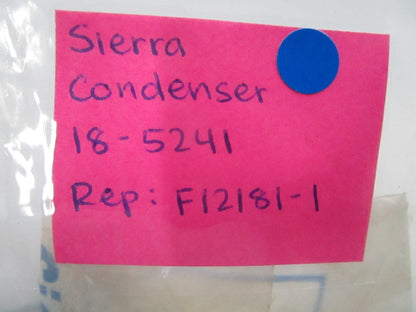 Sierra
Condenser
18-5241
Rep: F12181-1